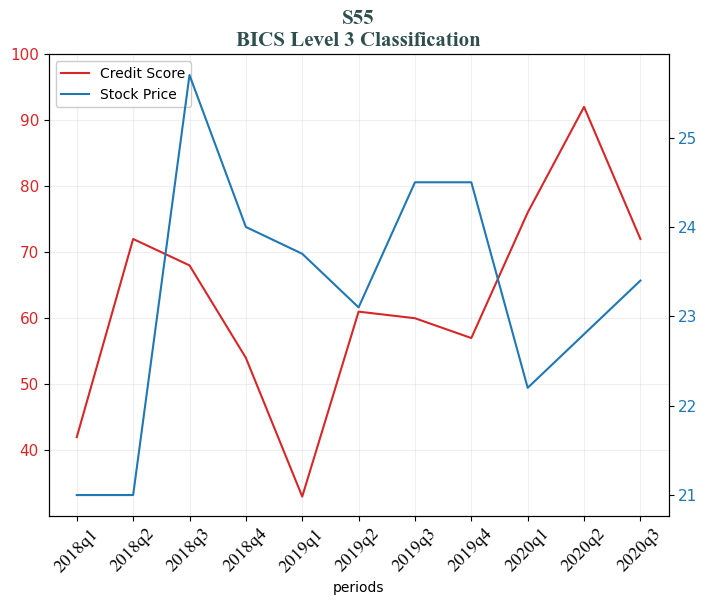 S55
BICS Level 3 Classification
Credit Score
Stock Price
100
90
80
70
60
50
40
25
24
23
22
21
2018q1
2018q2
2018q3
2018q4
2019q1
2019q2
2019q3
2019q4
2020q1
2020q2
2020q3
periods